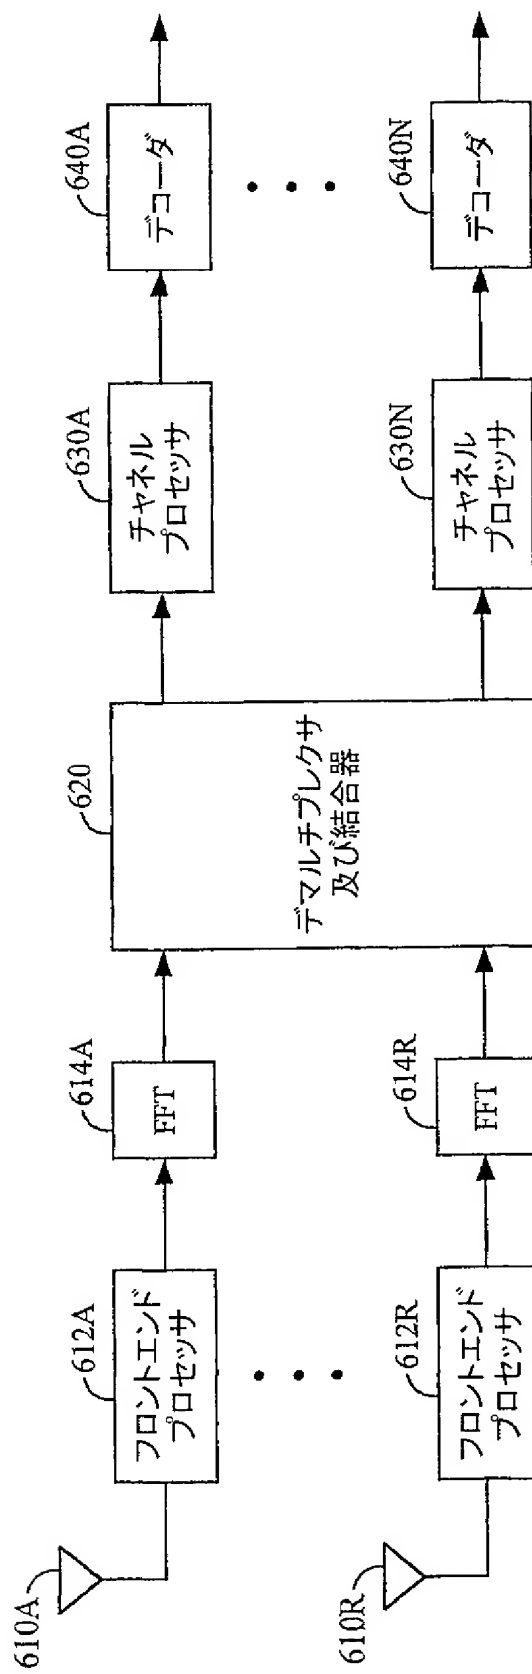 610A
612A
フロントエンド
プロセッサ
614A
FFT
620
デマルチプレクサ
及び結合器
630A
チャネル
プロセッサ
640A
デコーダ
610R
612R
フロントエンド
プロセッサ
614R
FFT
630N
チャネル
プロセッサ
640N
デコーダ